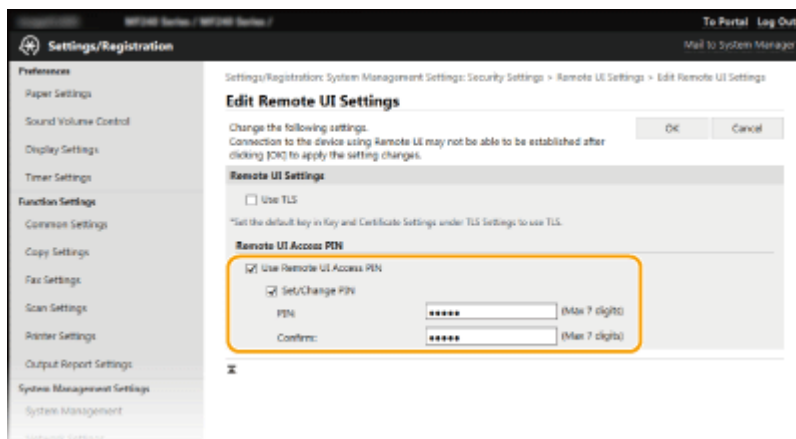 MF240 Series / MF240 Series /
To Portal Log Out
Settings/Registration
Mail to System Manager
Preferences
Paper Settings
Sound Volume Control
Display Settings
Timer Settings
Function Settings
Common Settings
Copy Settings
Fax Settings
Scan Settings
Printer Settings
Output Report Settings
System Management Settings
System Management
Network Settings
Settings/Registration: System Management Settings: Security Settings > Remote UI Settings > Edit Remote UI Settings
Edit Remote UI Settings
Change the following settings.
Connection to the device using Remote UI may not be able to be established after
clicking [OK] to apply the setting changes.
OK
Cancel
Remote UI Settings
Use TLS
*Set the default key in Key and Certificate Settings under TLS Settings to use TLS.
Remote UI Access PIN
Use Remote UI Access PIN
Set/Change PIN
PIN:
(Max 7 digits)
Confirm:
(Max 7 digits)